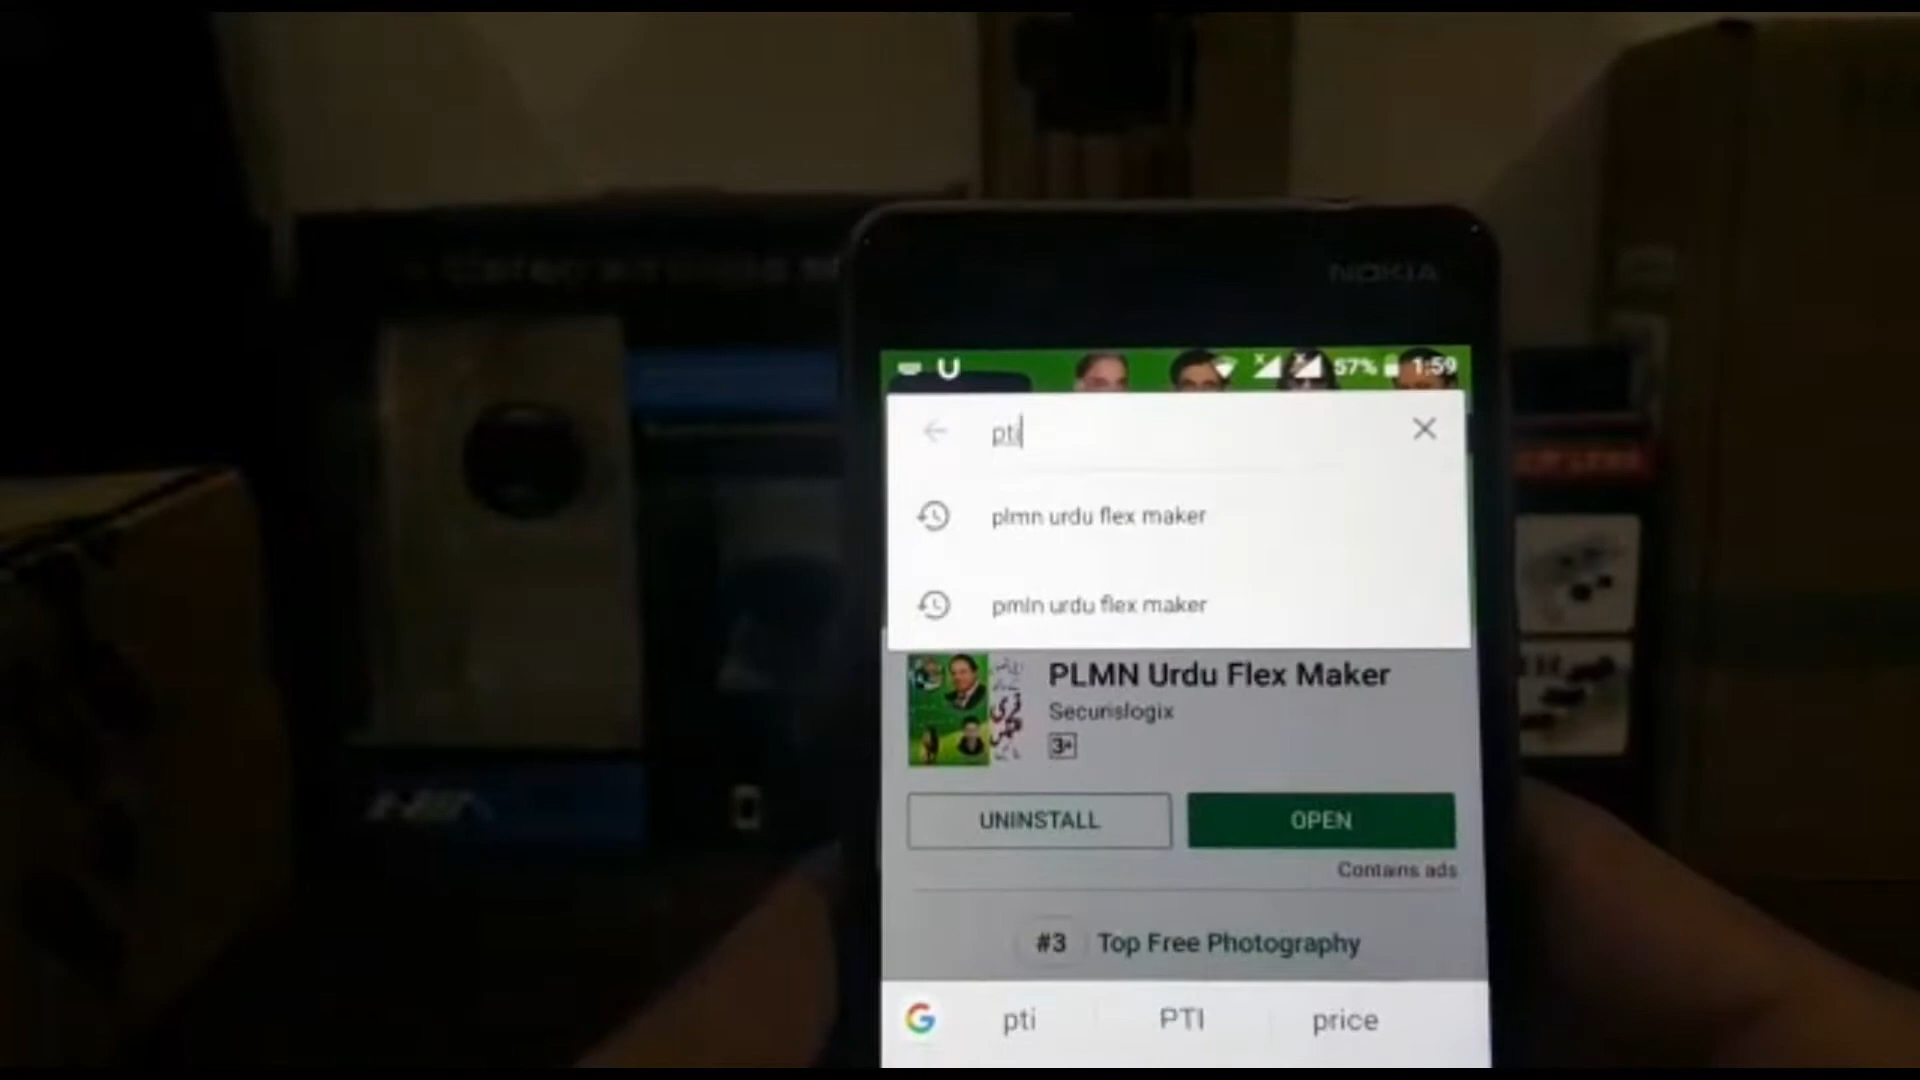 NOKIA
57% 1:59
pti
plmn urdu flex maker
pmln urdu flex maker
PLMN Urdu Flex Maker
Securislogix
3+
UNINSTALL
OPEN
Contains ads
#3 Top Free Photography
G pti PTI price